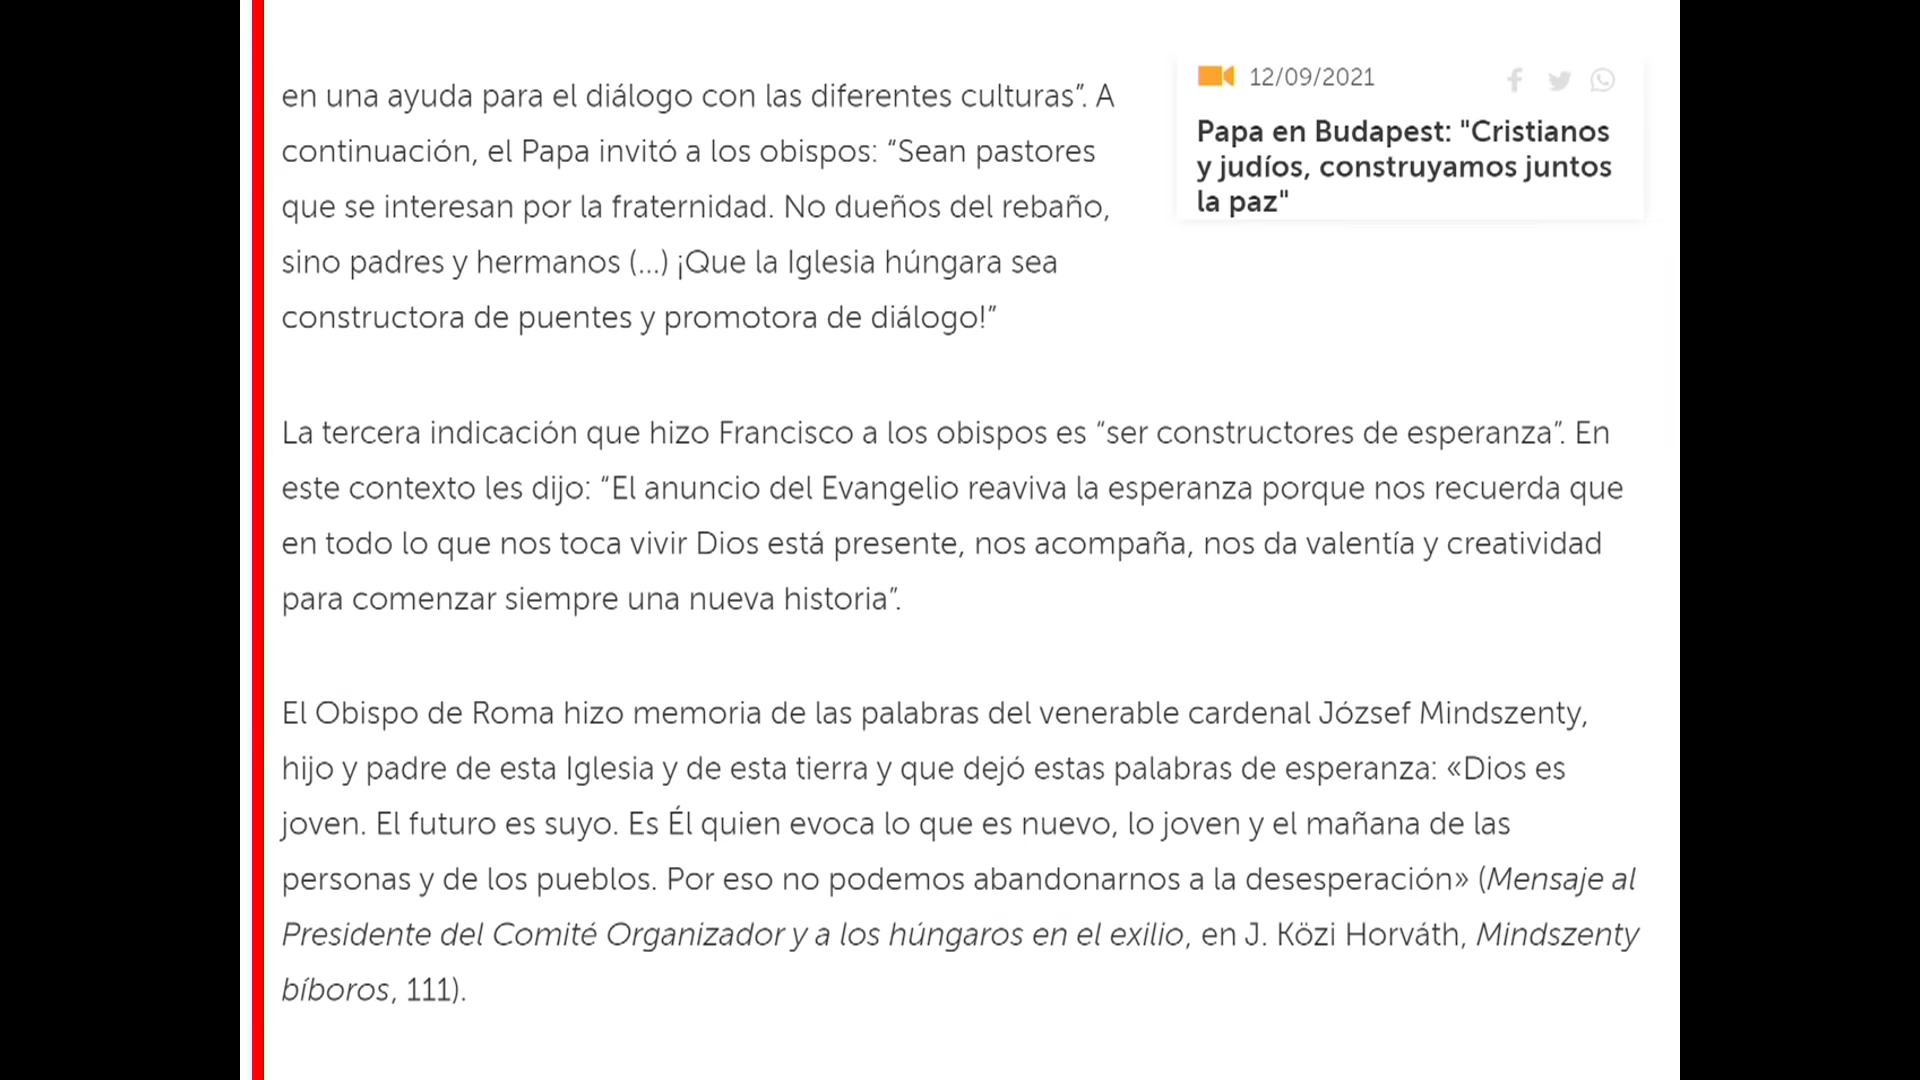 en una ayuda para el diálogo con las diferentes culturas”. A
continuación, el Papa invitó a los obispos: “Sean pastores
que se interesan por la fraternidad. No dueños del rebaño,
sino padres y hermanos (...) ¡Que la Iglesia húngara sea
constructora de puentes y promotora de diálogo!”
12/09/2021
Papa en Budapest: "Cristianos
y judíos, construyamos juntos
la paz"
La tercera indicación que hizo Francisco a los obispos es “ser constructores de esperanza”. En
este contexto les dijo: “El anuncio del Evangelio reaviva la esperanza porque nos recuerda que
en todo lo que nos toca vivir Dios está presente, nos acompaña, nos da valentía y creatividad
para comenzar siempre una nueva historia”.
El Obispo de Roma hizo memoria de las palabras del venerable cardenal József Mindszenty,
hijo y padre de esta Iglesia y de esta tierra y que dejó estas palabras de esperanza: «Dios es
joven. El futuro es suyo. Es Él quien evoca lo que es nuevo, lo joven y el mañana de las
personas y de los pueblos. Por eso no podemos abandonarnos a la desesperación» (Mensaje al
Presidente del Comité Organizador y a los húngaros en el exilio, en J. Közi Horváth, Mindszenty
bíboros, 111).